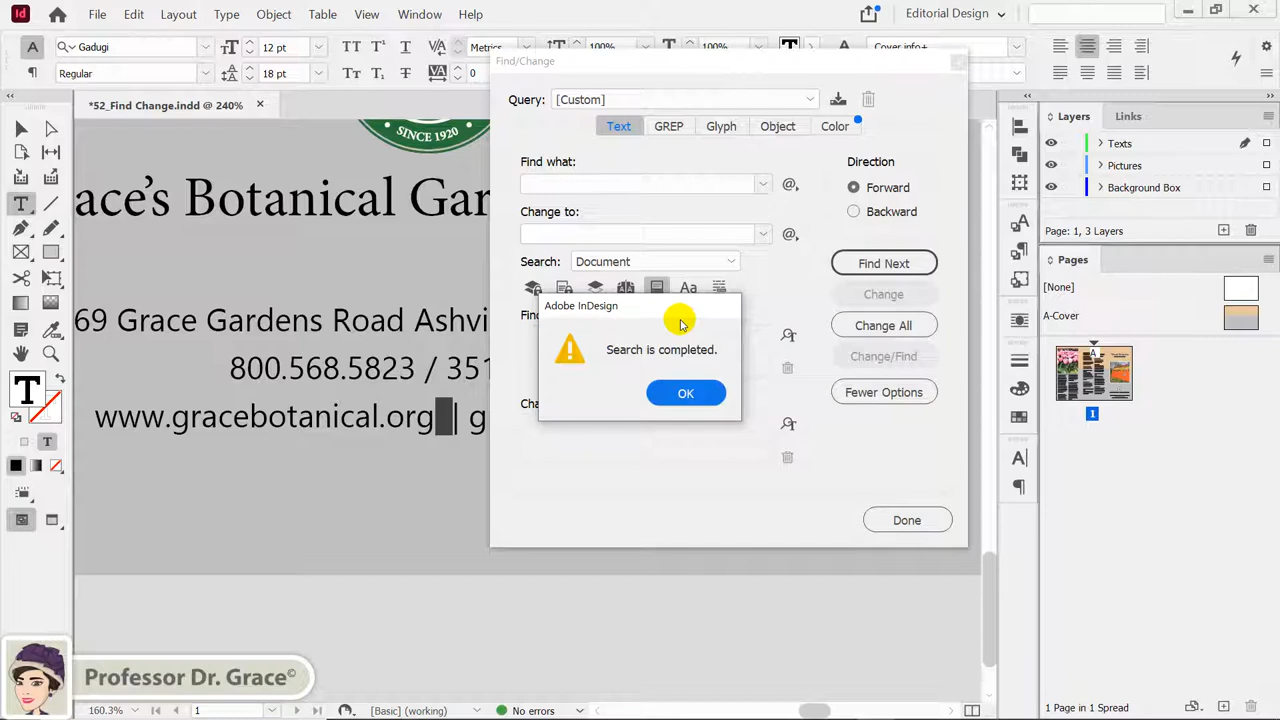 Id File Edit Layout Type Object Table View Window Help Editorial Design
A Gadugi 12 pt Metrics 100% 100% Cover info+
Regular 18 pt 0
*52_Find Change.indd @ 240%
SINCE 1920
ace's Botanical Gar
69 Grace Gardens Road Ashvi
800.568.5823 / 351
www.gracebotanical.org | g
Find/Change
Query: [Custom]
Text GREP Glyph Object Color
Find what:
Change to:
Search: Document
Direction
Forward
Backward
Find Next
Change
Change All
Change/Find
Fewer Options
Done
Adobe InDesign
Search is completed.
OK
Layers Links
Texts
Pictures
Background Box
Page: 1, 3 Layers
Pages
[None]
A-Cover
A
1
1 Page in 1 Spread
Professor Dr. Grace©
160.3% 1 [Basic] (working) No errors